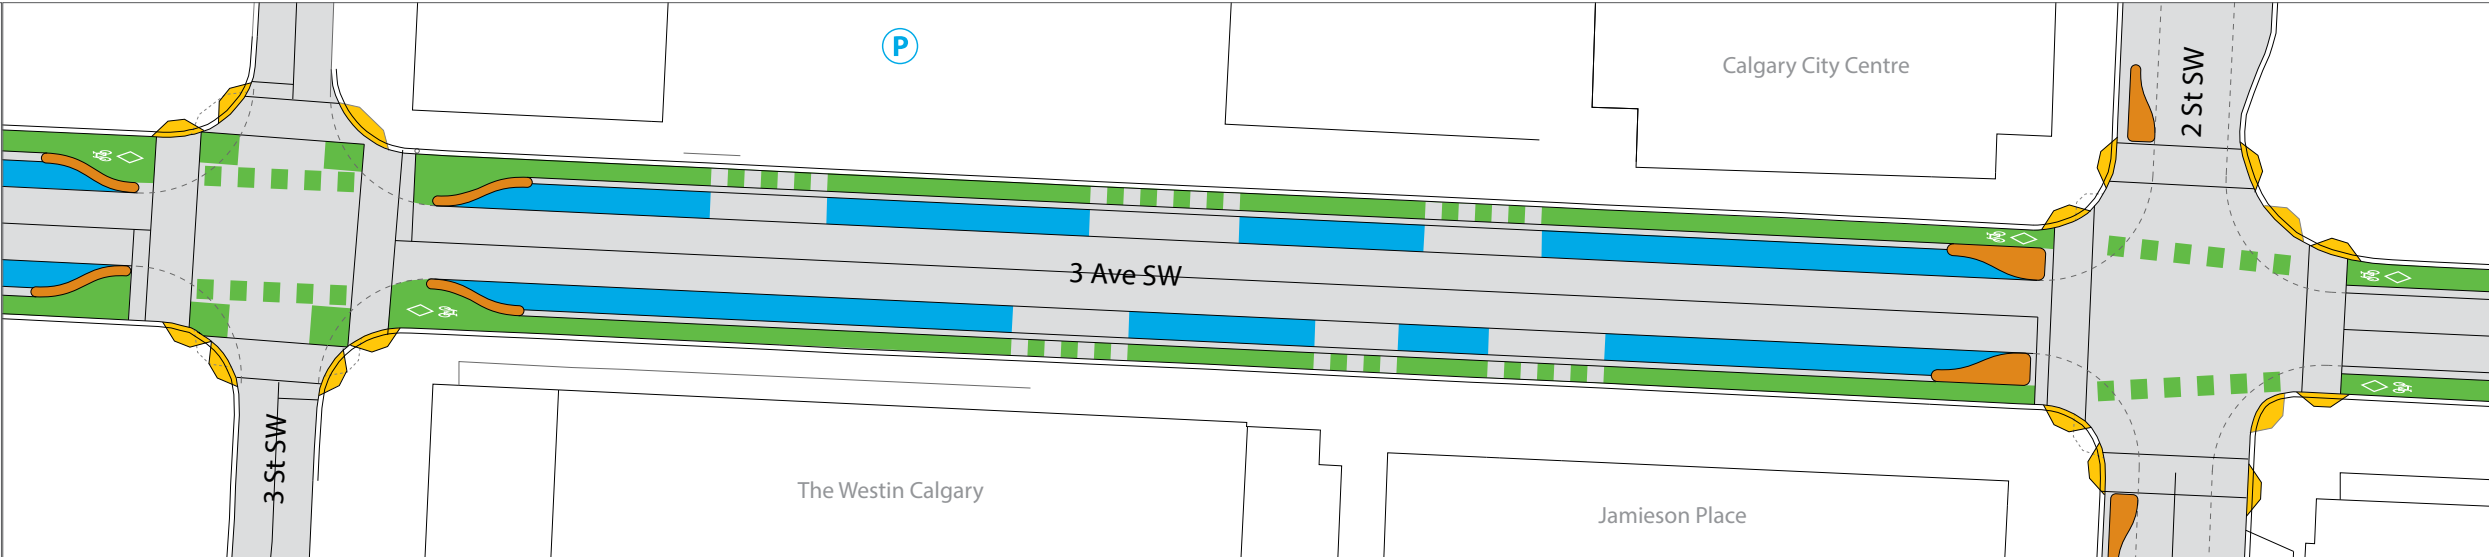 P
Calgary City Centre
2 St SW
3 Ave SW
3 St SW
The Westin Calgary
Jamieson Place